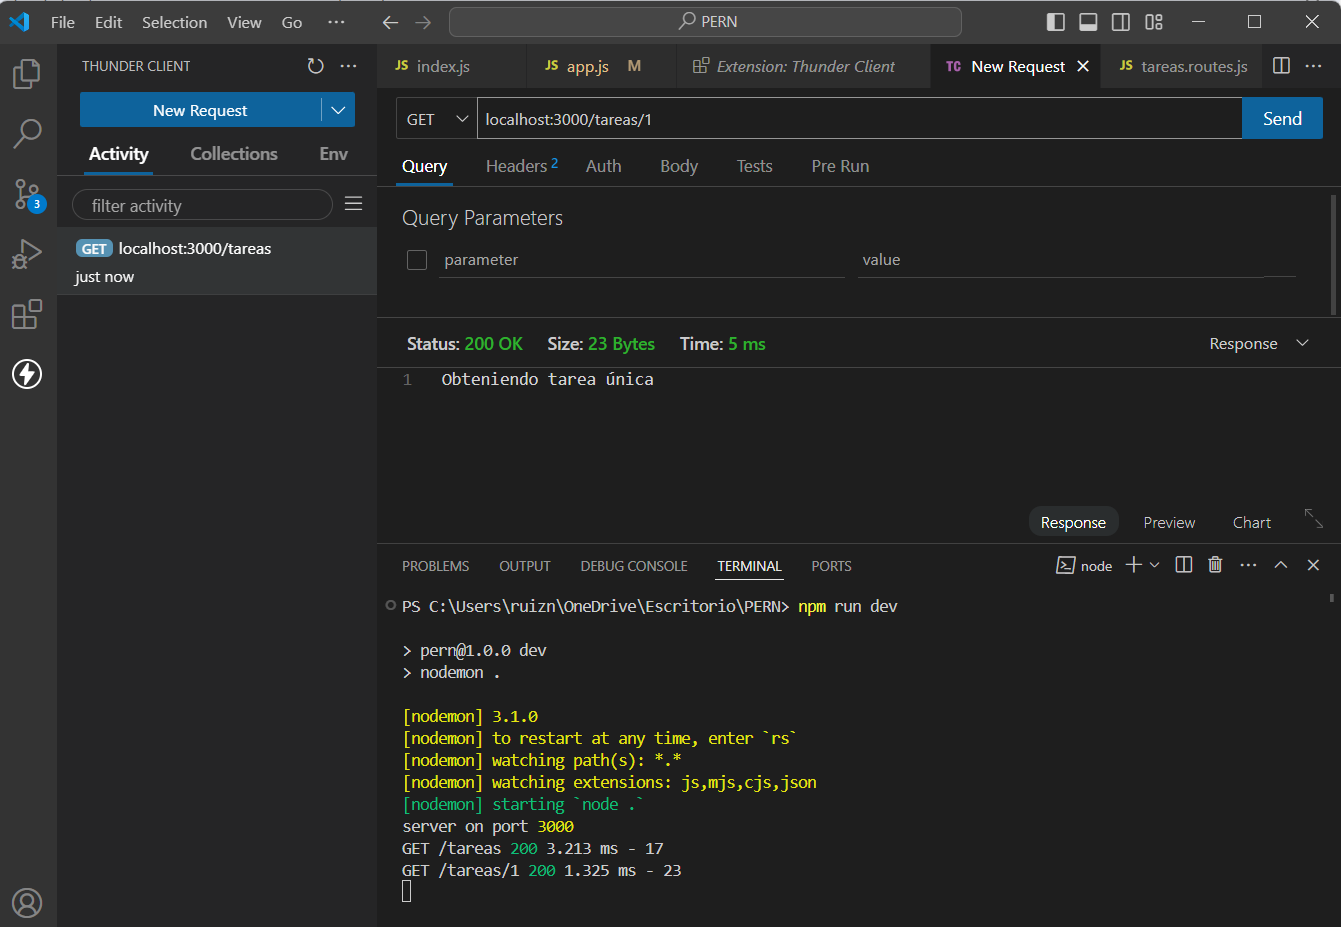 File Edit Selection View Go ··· PERN
THUNDER CLIENT ···
New Request
Activity Collections Env
filter activity
GET localhost:3000/tareas
just now
3
JS index.js JS app.js M Extension: Thunder Client TC New Request JS tareas.routes.js ···
GET localhost:3000/tareas/1 Send
Query Headers 2 Auth Body Tests Pre Run
Query Parameters
parameter value
Status: 200 OK Size: 23 Bytes Time: 5 ms Response
1 Obteniendo tarea única
Response Preview Chart
PROBLEMS OUTPUT DEBUG CONSOLE TERMINAL PORTS node ···
PS C:\Users\ruizn\OneDrive\Escritorio\PERN> npm run dev
> pern@1.0.0 dev
> nodemon .
[nodemon] 3.1.0
[nodemon] to restart at any time, enter `rs`
[nodemon] watching path(s): *.*
[nodemon] watching extensions: js,mjs,cjs,json
[nodemon] starting `node .`
server on port 3000
GET /tareas 200 3.213 ms - 17
GET /tareas/1 200 1.325 ms - 23